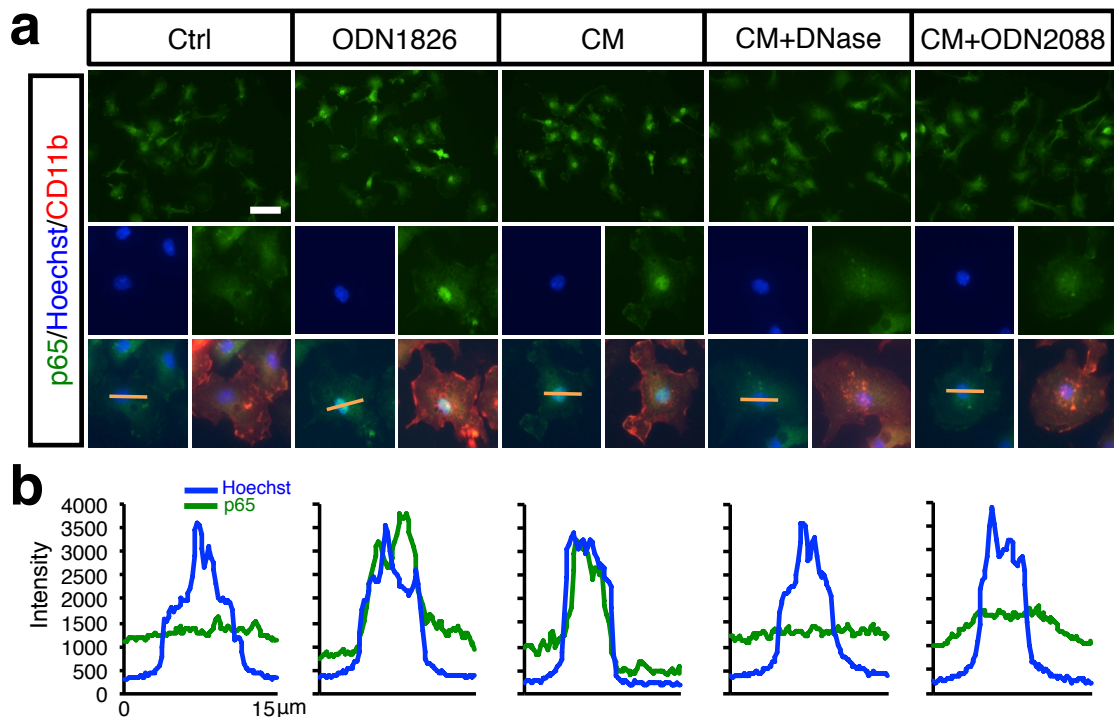 a
Ctrl
ODN1826
CM
CM+DNase
CM+ODN2088
p65/Hoechst/CD11b
b
Hoechst
p65
Intensity
4000
3500
3000
2500
2000
1500
1000
500
0
0
15µm